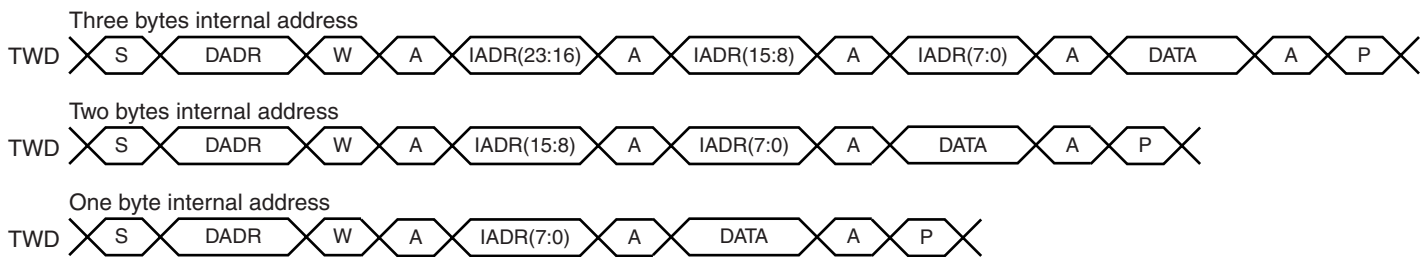 Three bytes internal address
TWD S DADR W A IADR(23:16) A IADR(15:8) A IADR(7:0) A DATA A P
Two bytes internal address
TWD S DADR W A IADR(15:8) A IADR(7:0) A DATA A P
One byte internal address
TWD S DADR W A IADR(7:0) A DATA A P